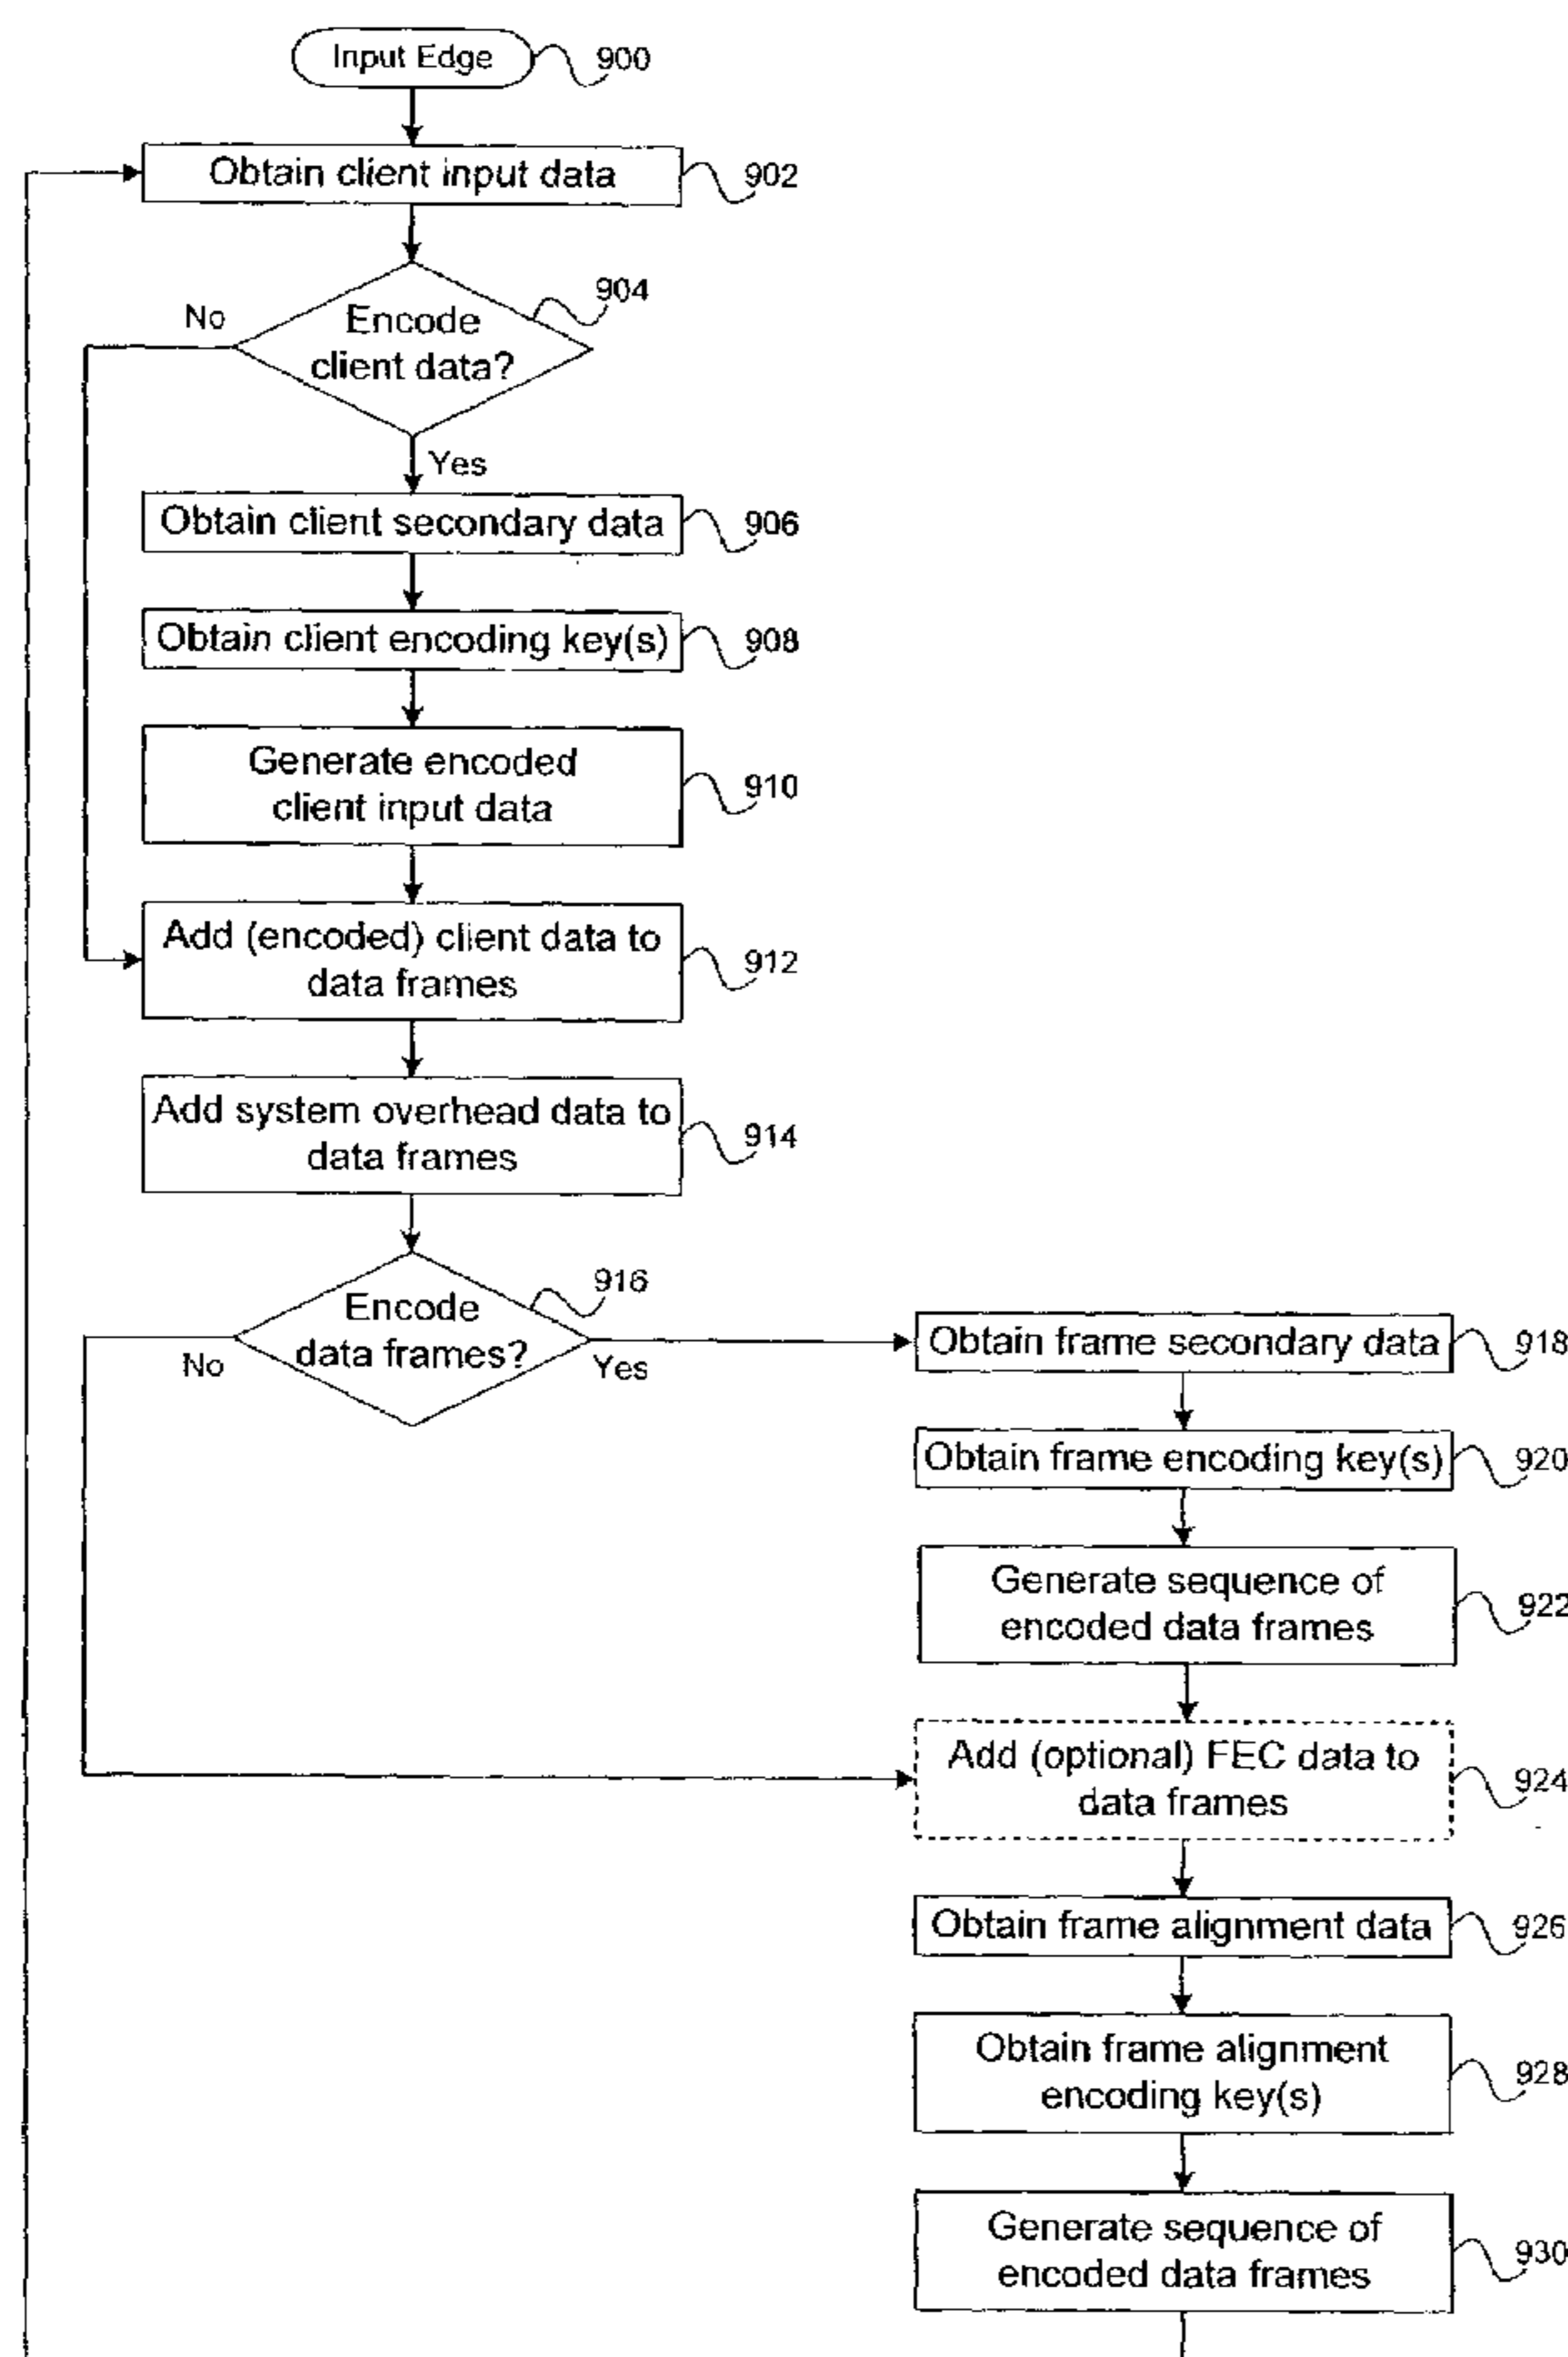 Input Edge
900
Obtain client input data
902
Encode
client data?
904
No
Yes
Obtain client secondary data
906
Obtain client encoding key(s)
908
Generate encoded
client input data
910
Add (encoded) client data to
data frames
912
Add system overhead data to
data frames
914
Encode
data frames?
916
No
Yes
Obtain frame secondary data
918
Obtain frame encoding key(s)
920
Generate sequence of
encoded data frames
922
Add (optional) FEC data to
data frames
924
Obtain frame alignment data
926
Obtain frame alignment
encoding key(s)
928
Generate sequence of
encoded data frames
930